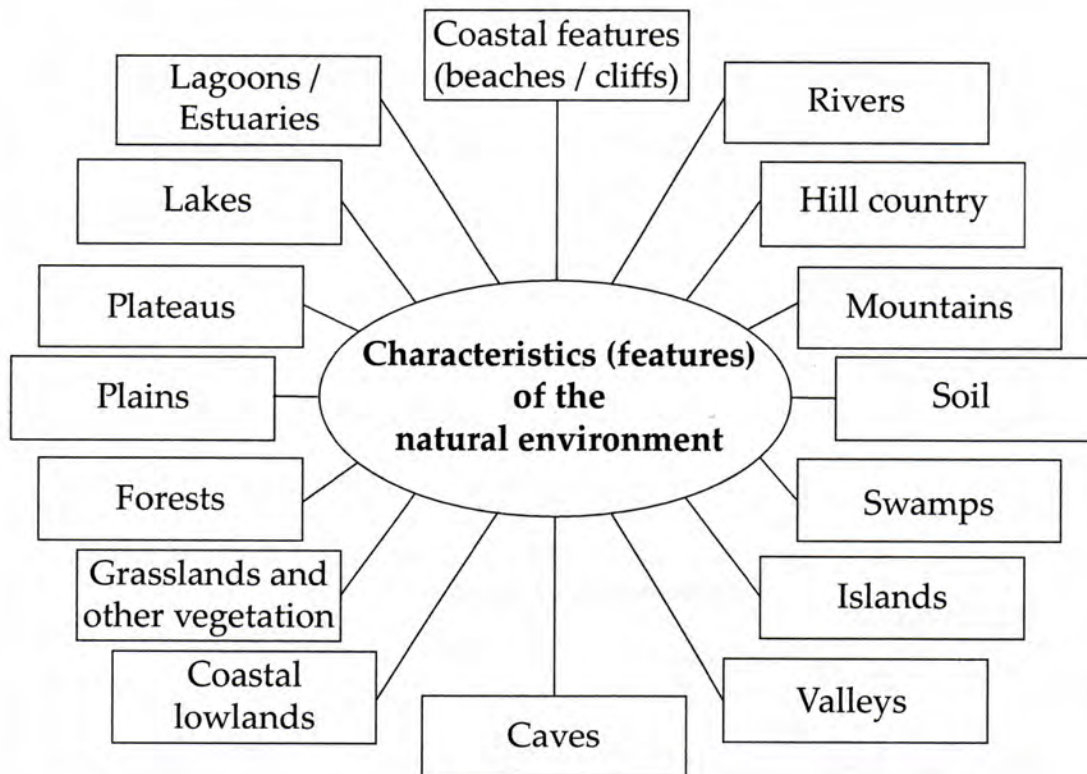 Coastal features
(beaches / cliffs)
Lagoons /
Estuaries
Rivers
Lakes
Hill country
Plateaus
Mountains
Characteristics (features)
of the
natural environment
Plains
Soil
Forests
Swamps
Grasslands and
other vegetation
Islands
Coastal
lowlands
Valleys
Caves